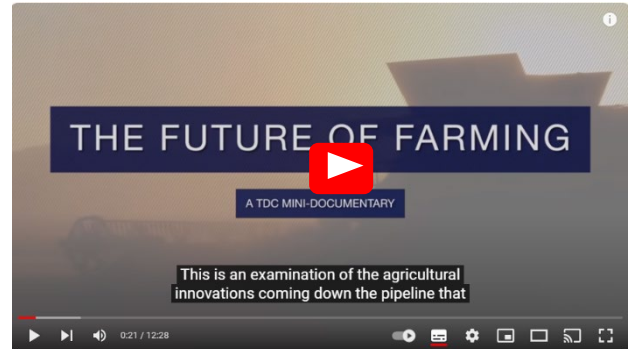 THE FUTURE OF FARMING
A TDC MINI-DOCUMENTARY
This is an examination of the agricultural
innovations coming down the pipeline that
0:21 / 12:28